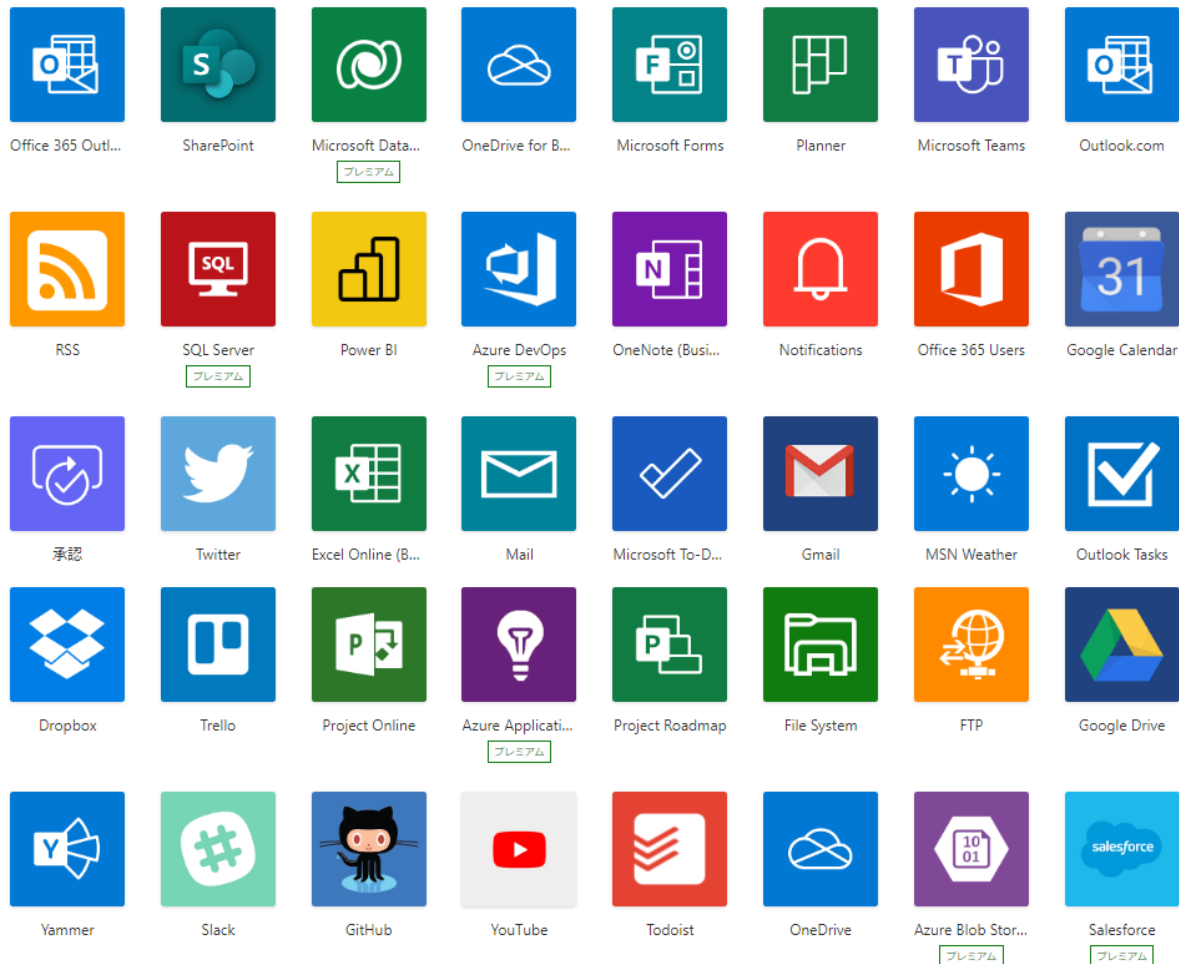 Office 365 Outl...
SharePoint
Microsoft Data...
プレミアム
OneDrive for B...
Microsoft Forms
Planner
Microsoft Teams
Outlook.com
RSS
SQL
SQL Server
プレミアム
Power BI
Azure DevOps
プレミアム
OneNote (Busi...
Notifications
Office 365 Users
31
Google Calendar
承認
Twitter
Excel Online (B...
Mail
Microsoft To-D...
Gmail
MSN Weather
Outlook Tasks
Dropbox
Trello
Project Online
Azure Applicati...
プレミアム
Project Roadmap
File System
FTP
Google Drive
Yammer
Slack
GitHub
YouTube
Todoist
OneDrive
10
01
Azure Blob Stor...
プレミアム
salesforce
Salesforce
プレミアム